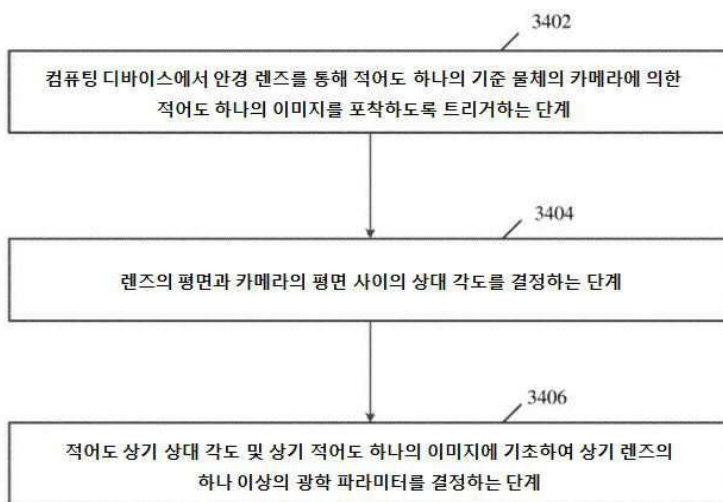 3402
컴퓨팅 디바이스에서 안경 렌즈를 통해 적어도 하나의 기준 물체의 카메라에 의한
적어도 하나의 이미지를 포착하도록 트리거하는 단계
3404
렌즈의 평면과 카메라의 평면 사이의 상대 각도를 결정하는 단계
3406
적어도 상기 상대 각도 및 상기 적어도 하나의 이미지에 기초하여 상기 렌즈의
하나 이상의 광학 파라미터를 결정하는 단계